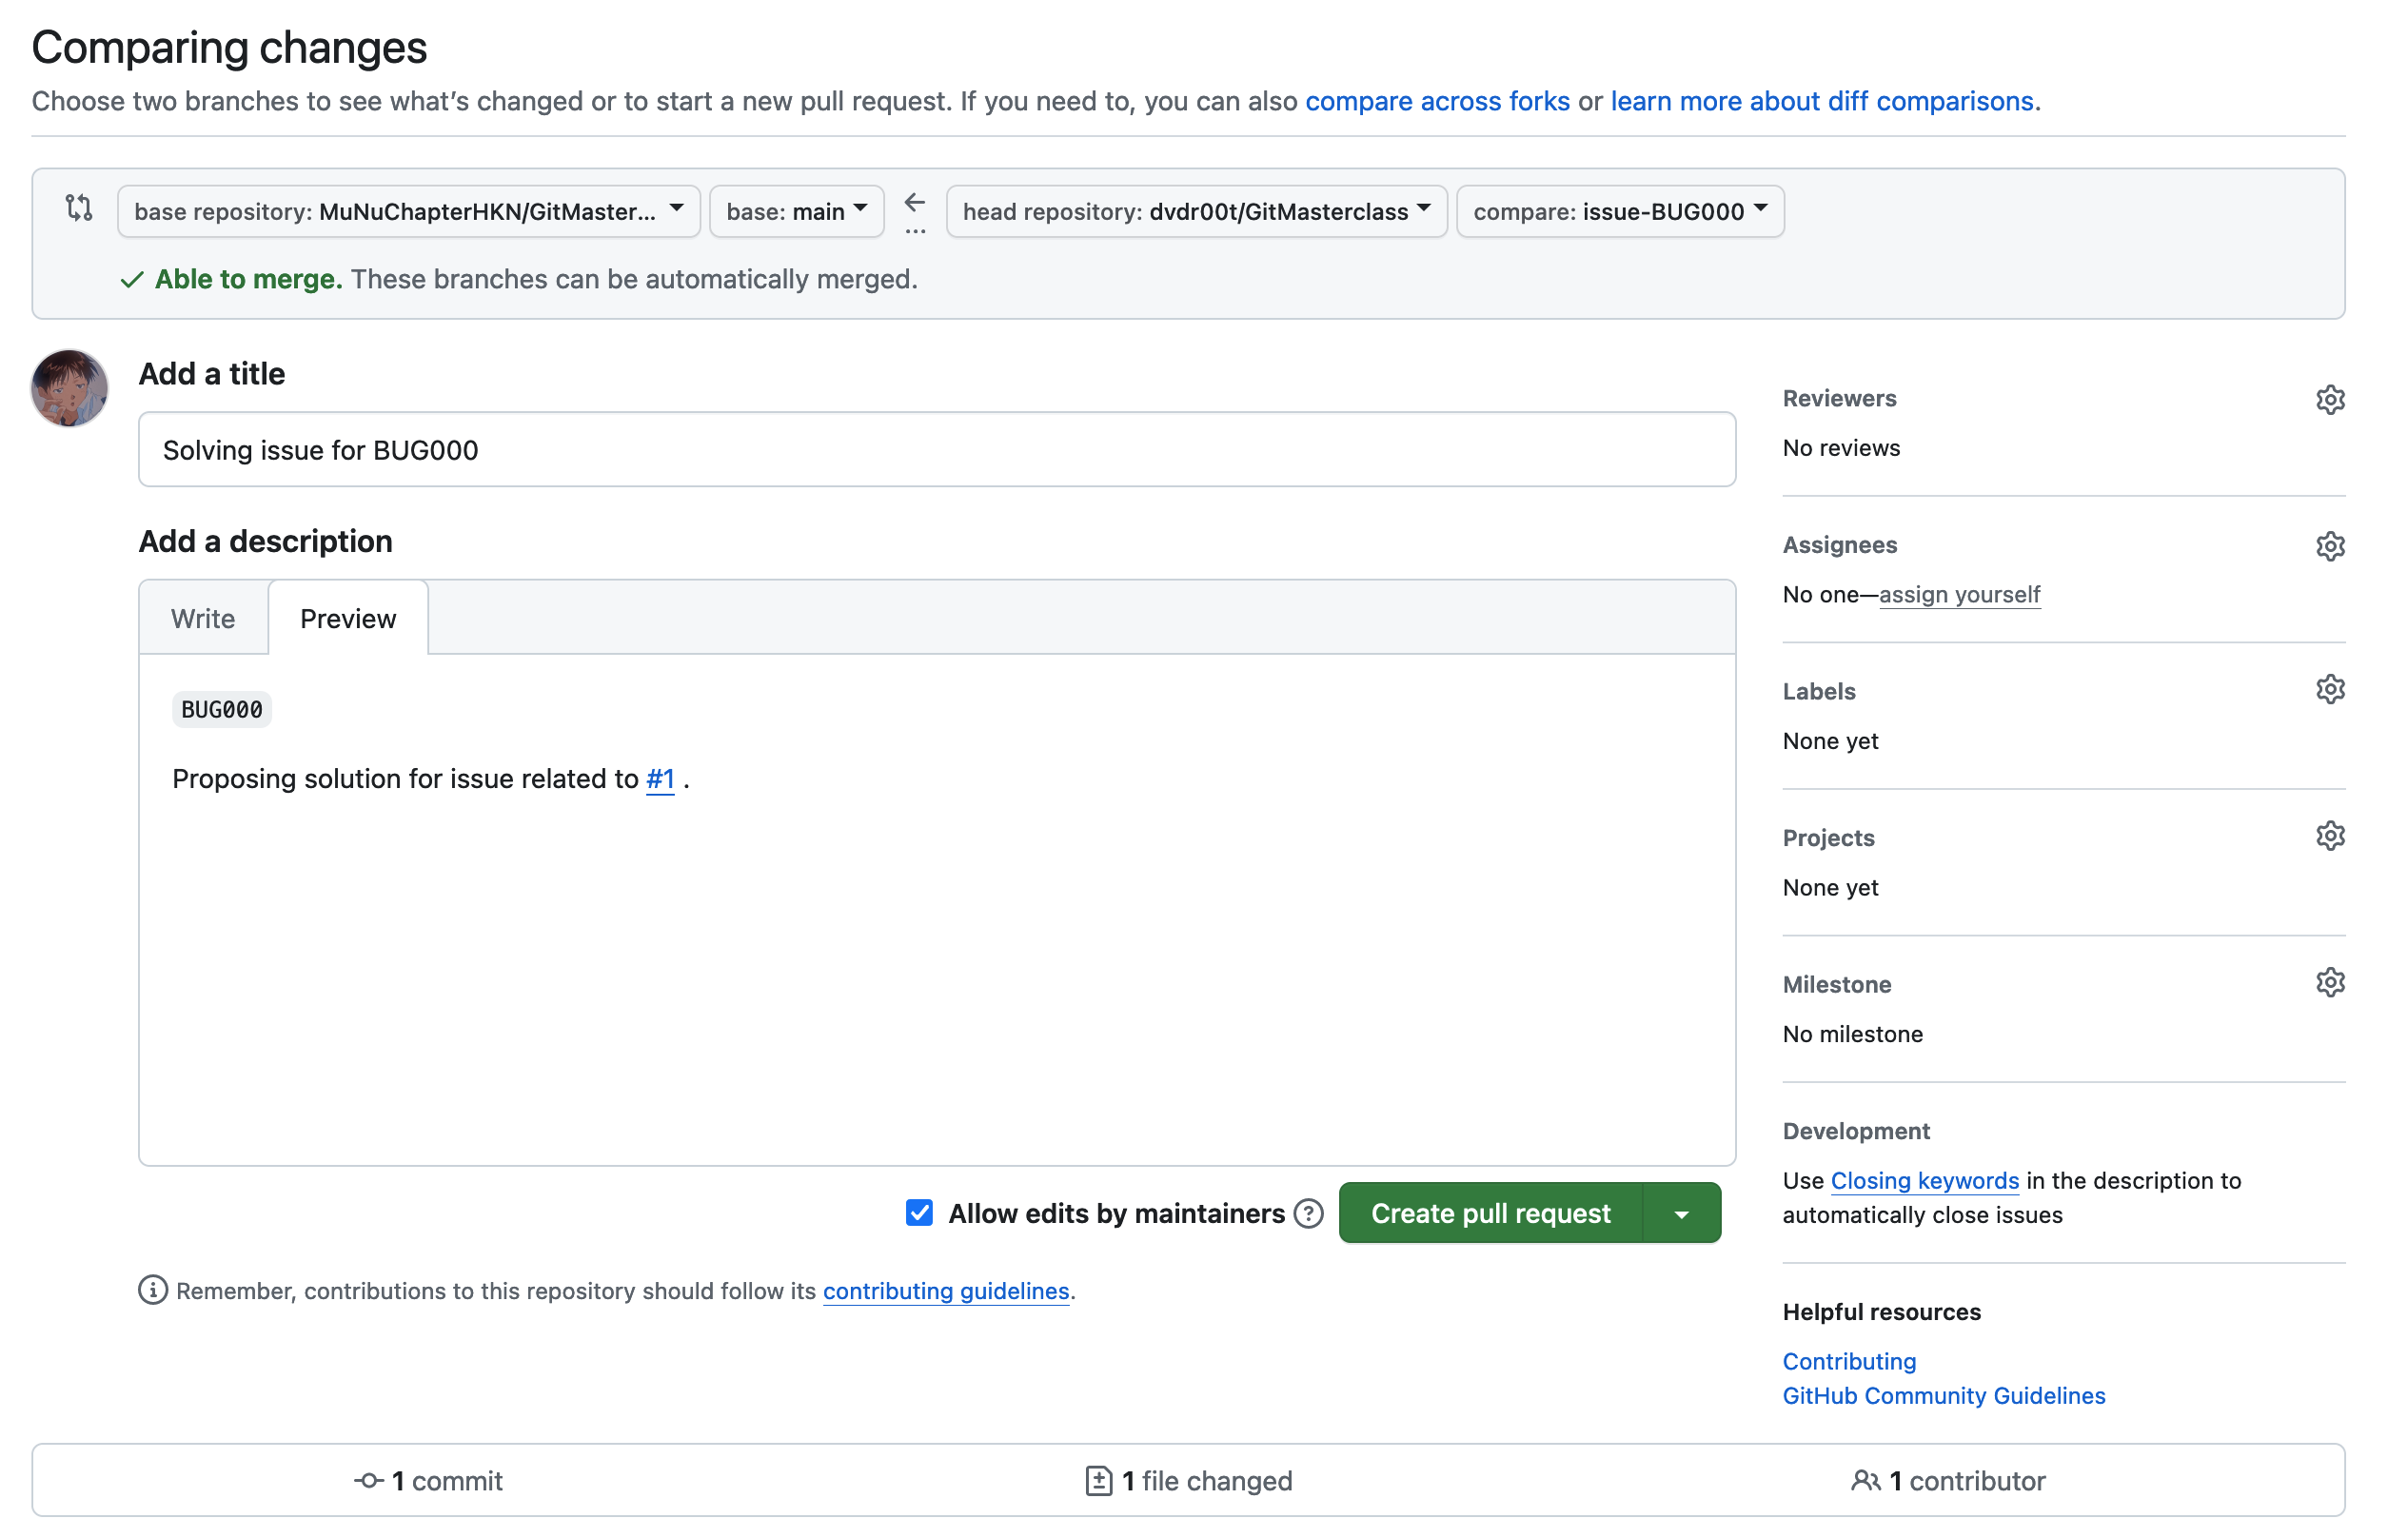 Comparing changes
Choose two branches to see what’s changed or to start a new pull request. If you need to, you can also compare across forks or learn more about diff comparisons.
base repository: MuNuChapterHKN/GitMaster... base: main ... head repository: dvdr00t/GitMasterclass compare: issue-BUG000
Able to merge. These branches can be automatically merged.
Add a title
Solving issue for BUG000
Add a description
Write Preview
BUG000
Proposing solution for issue related to #1 .
Allow edits by maintainers Create pull request
Remember, contributions to this repository should follow its contributing guidelines.
Reviewers
No reviews
Assignees
No one—assign yourself
Labels
None yet
Projects
None yet
Milestone
No milestone
Development
Use Closing keywords in the description to
automatically close issues
Helpful resources
Contributing
GitHub Community Guidelines
1 commit 1 file changed 1 contributor